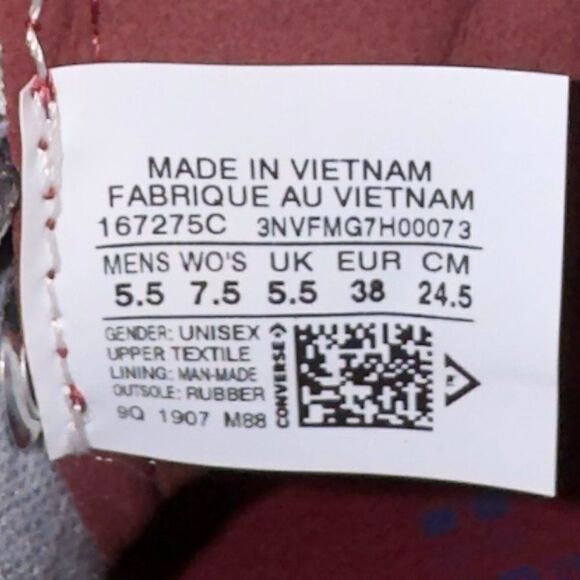 MADE IN VIETNAM
FABRIQUE AU VIETNAM
167275C 3NVFMG7H00073
MENS WO'S UK EUR CM
5.5 7.5 5.5 38 24.5
GENDER: UNISEX
UPPER TEXTILE
LINING: MAN-MADE
OUTSOLE: RUBBER
9Q 1907 M88
CONVERSE
R